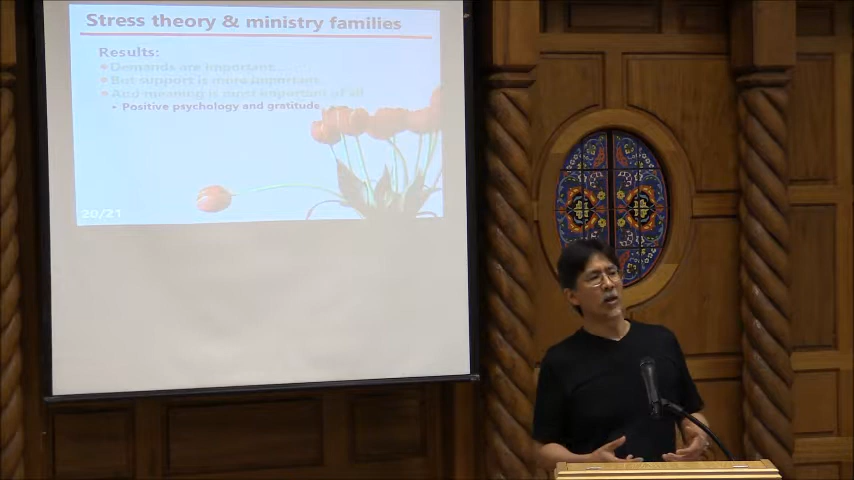 Stress theory & ministry families
Results:
• Demands are important......
• But support is more important
• And meaning is most important of all
• Positive psychology and gratitude
20/21